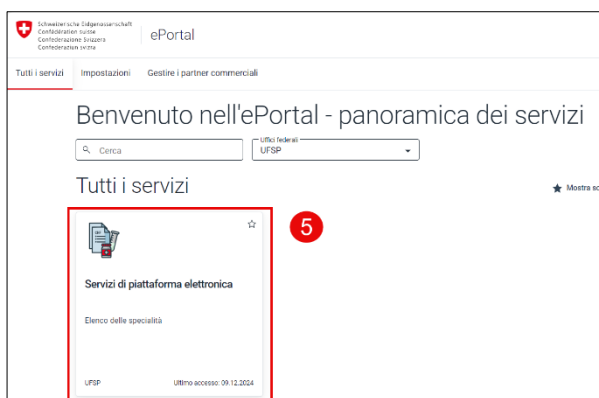 Schweizerische Eidgenossenschaft
Confédération suisse
Confederazione Svizzera
Confederaziun svizra
ePortal
Tutti i servizi Impostazioni Gestire i partner commerciali
Benvenuto nell'ePortal - panoramica dei servizi
Cerca
Uffici federali
UFSP
Tutti i servizi
Mostra so
5
Servizi di piattaforma elettronica
Elenco delle specialità
UFSP Ultimo accesso: 09.12.2024